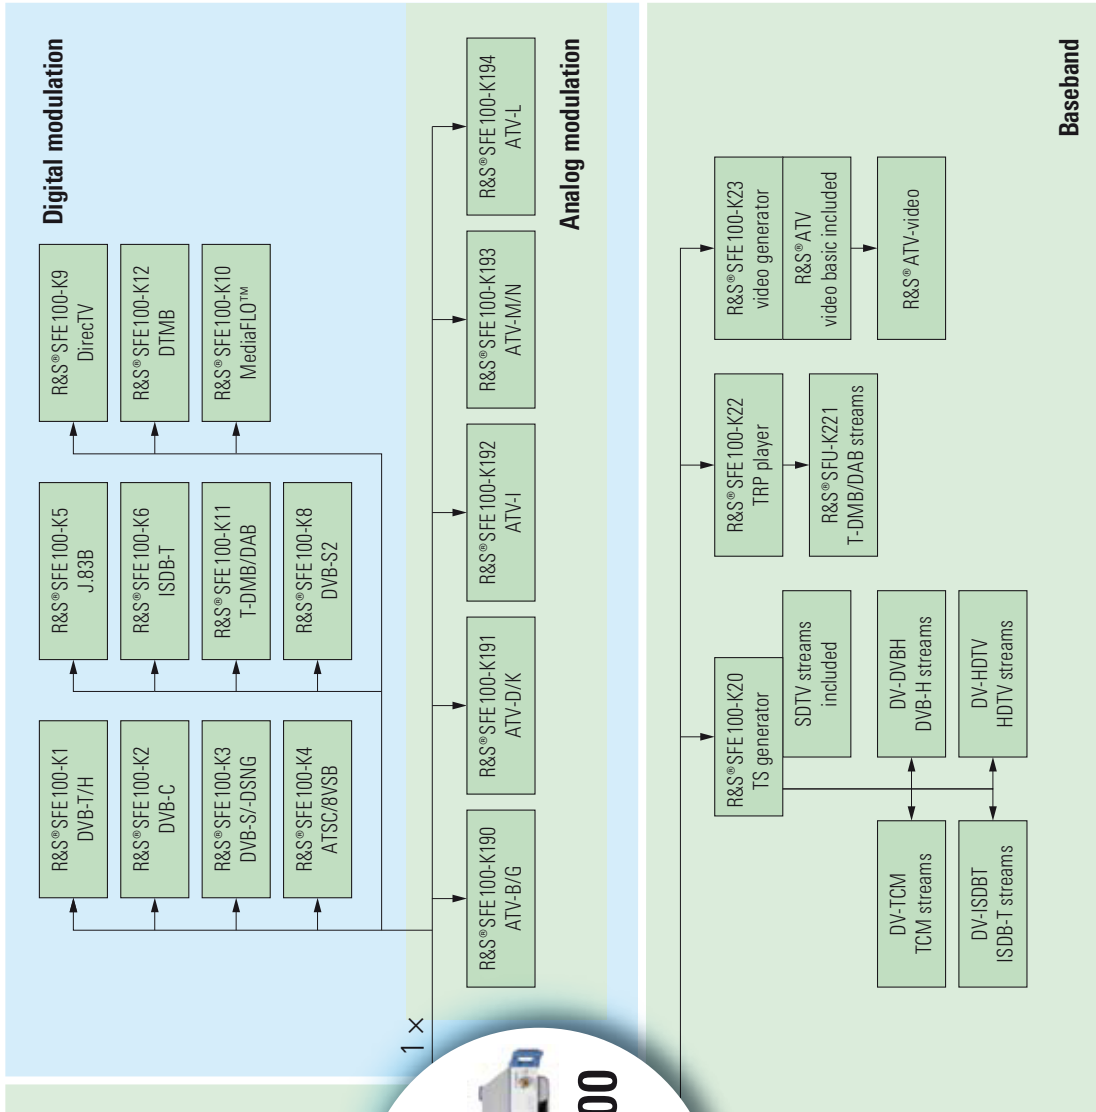 Digital modulation
R&S®SFE100-K1
DVB-T/H
R&S®SFE100-K2
DVB-C
R&S®SFE100-K3
DVB-S/-DSNG
R&S®SFE100-K4
ATSC/8VSB
R&S®SFE100-K5
J.83B
R&S®SFE100-K6
ISDB-T
R&S®SFE100-K11
T-DMB/DAB
R&S®SFE100-K8
DVB-S2
R&S®SFE100-K9
DirecTV
R&S®SFE100-K12
DTMB
R&S®SFE100-K10
MediaFLO™
1 ×
R&S®SFE100-K190
ATV-B/G
R&S®SFE100-K191
ATV-D/K
R&S®SFE100-K192
ATV-I
R&S®SFE100-K193
ATV-M/N
R&S®SFE100-K194
ATV-L
Analog modulation
00
R&S®SFE100-K20
TS generator
SDTV streams
included
DV-TCM
TCM streams
DV-DVBH
DVB-H streams
DV-ISDBT
ISDB-T streams
DV-HDTV
HDTV streams
R&S®SFE100-K22
TRP player
R&S®SFU-K221
T-DMB/DAB streams
R&S®SFE100-K23
video generator
R&S®ATV
video basic included
R&S®ATV-video
Baseband